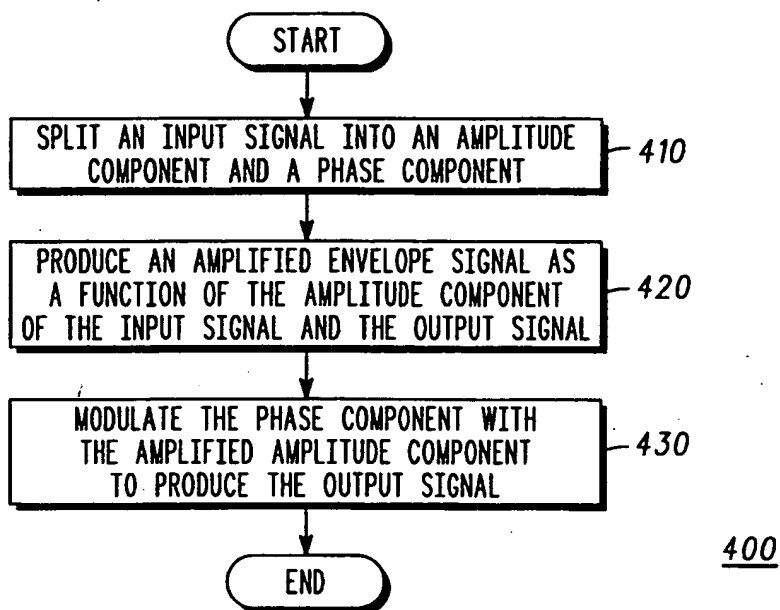 START
SPLIT AN INPUT SIGNAL INTO AN AMPLITUDE
COMPONENT AND A PHASE COMPONENT
410
PRODUCE AN AMPLIFIED ENVELOPE SIGNAL AS
A FUNCTION OF THE AMPLITUDE COMPONENT
OF THE INPUT SIGNAL AND THE OUTPUT SIGNAL
420
MODULATE THE PHASE COMPONENT WITH
THE AMPLIFIED AMPLITUDE COMPONENT
TO PRODUCE THE OUTPUT SIGNAL
430
END
400